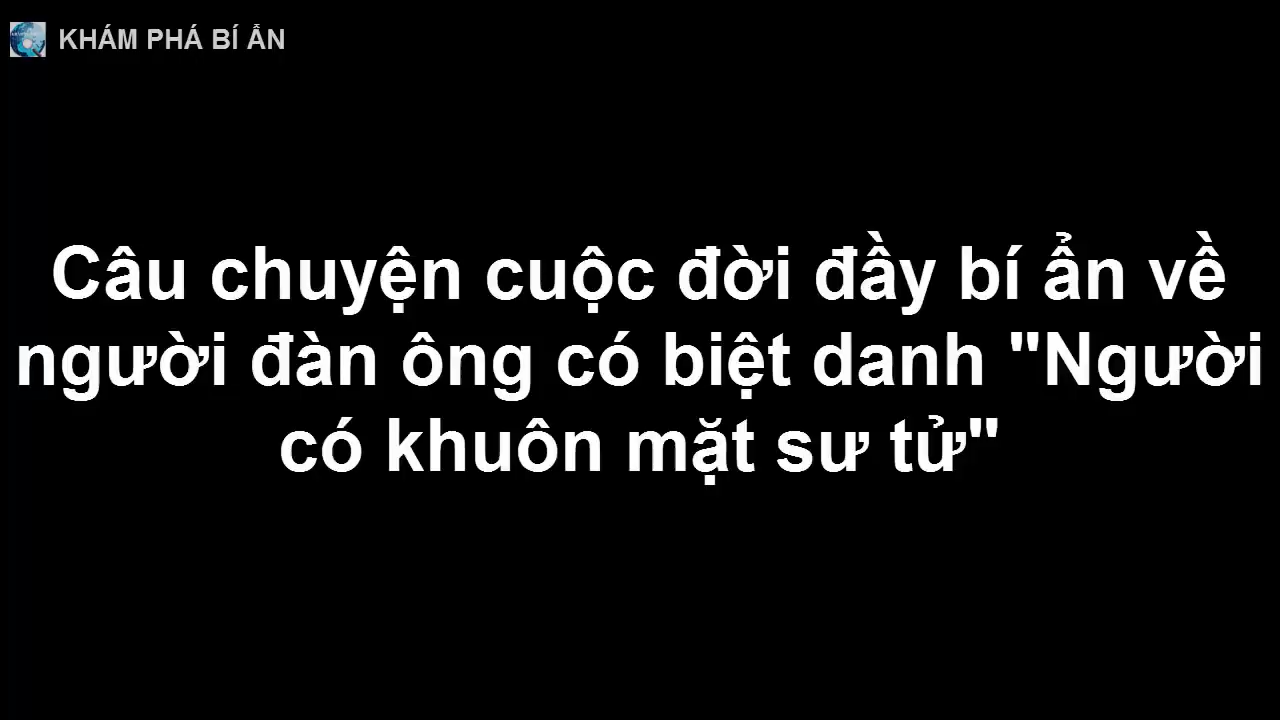 KHÁM PHÁ BÍ ẨN
Câu chuyện cuộc đời đầy bí ẩn về
người đàn ông có biệt danh "Người
có khuôn mặt sư tử"